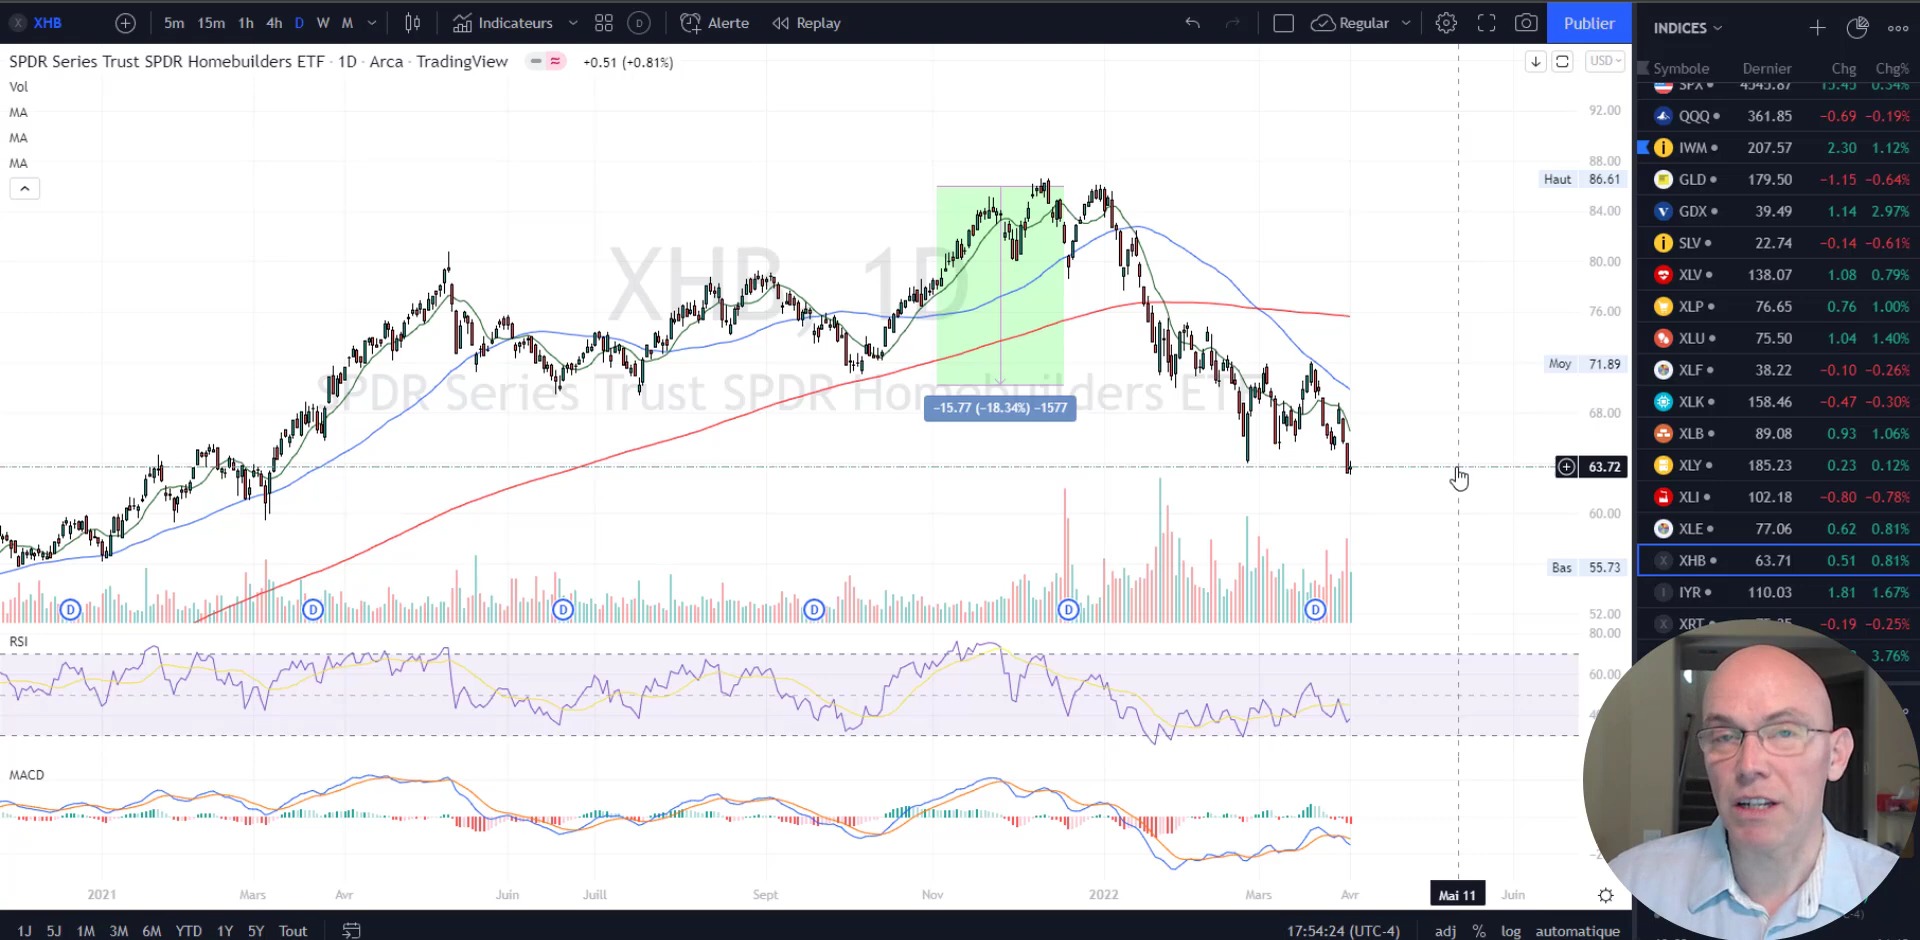 XHB 5m 15m 1h 4h D W M Indicateurs D Alerte Replay Regular Publier
SPDR Series Trust SPDR Homebuilders ETF · 1D · Arca · TradingView +0.51 (+0.81%) USD
Vol
MA
MA
MA
XHB, 1D
SPDR Series Trust SPDR Homebuilders ETF
-15.77 (-18.34%) -1577
92.00
88.00
Haut 86.61
84.00
80.00
76.00
Moy 71.89
68.00
63.72
60.00
Bas 55.73
52.00
D D D D D D
RSI
80.00
60.00
MACD
2021 Mars Avr Juin Juill Sept Nov 2022 Mars Avr Mai 11 Juin
1J 5J 1M 3M 6M YTD 1Y 5Y Tout 17:54:24 (UTC-4) adj % log automatique
INDICES
Symbole Dernier Chg Chg%
SPX 4545.87 15.45 0.34%
QQQ 361.85 -0.69 -0.19%
IWM 207.57 2.30 1.12%
GLD 179.50 -1.15 -0.64%
GDX 39.49 1.14 2.97%
SLV 22.74 -0.14 -0.61%
XLV 138.07 1.08 0.79%
XLP 76.65 0.76 1.00%
XLU 75.50 1.04 1.40%
XLF 38.22 -0.10 -0.26%
XLK 158.46 -0.47 -0.30%
XLB 89.08 0.93 1.06%
XLY 185.23 0.23 0.12%
XLI 102.18 -0.80 -0.78%
XLE 77.06 0.62 0.81%
XHB 63.71 0.51 0.81%
IYR 110.03 1.81 1.67%
XRT -0.19 -0.25%
3.76%